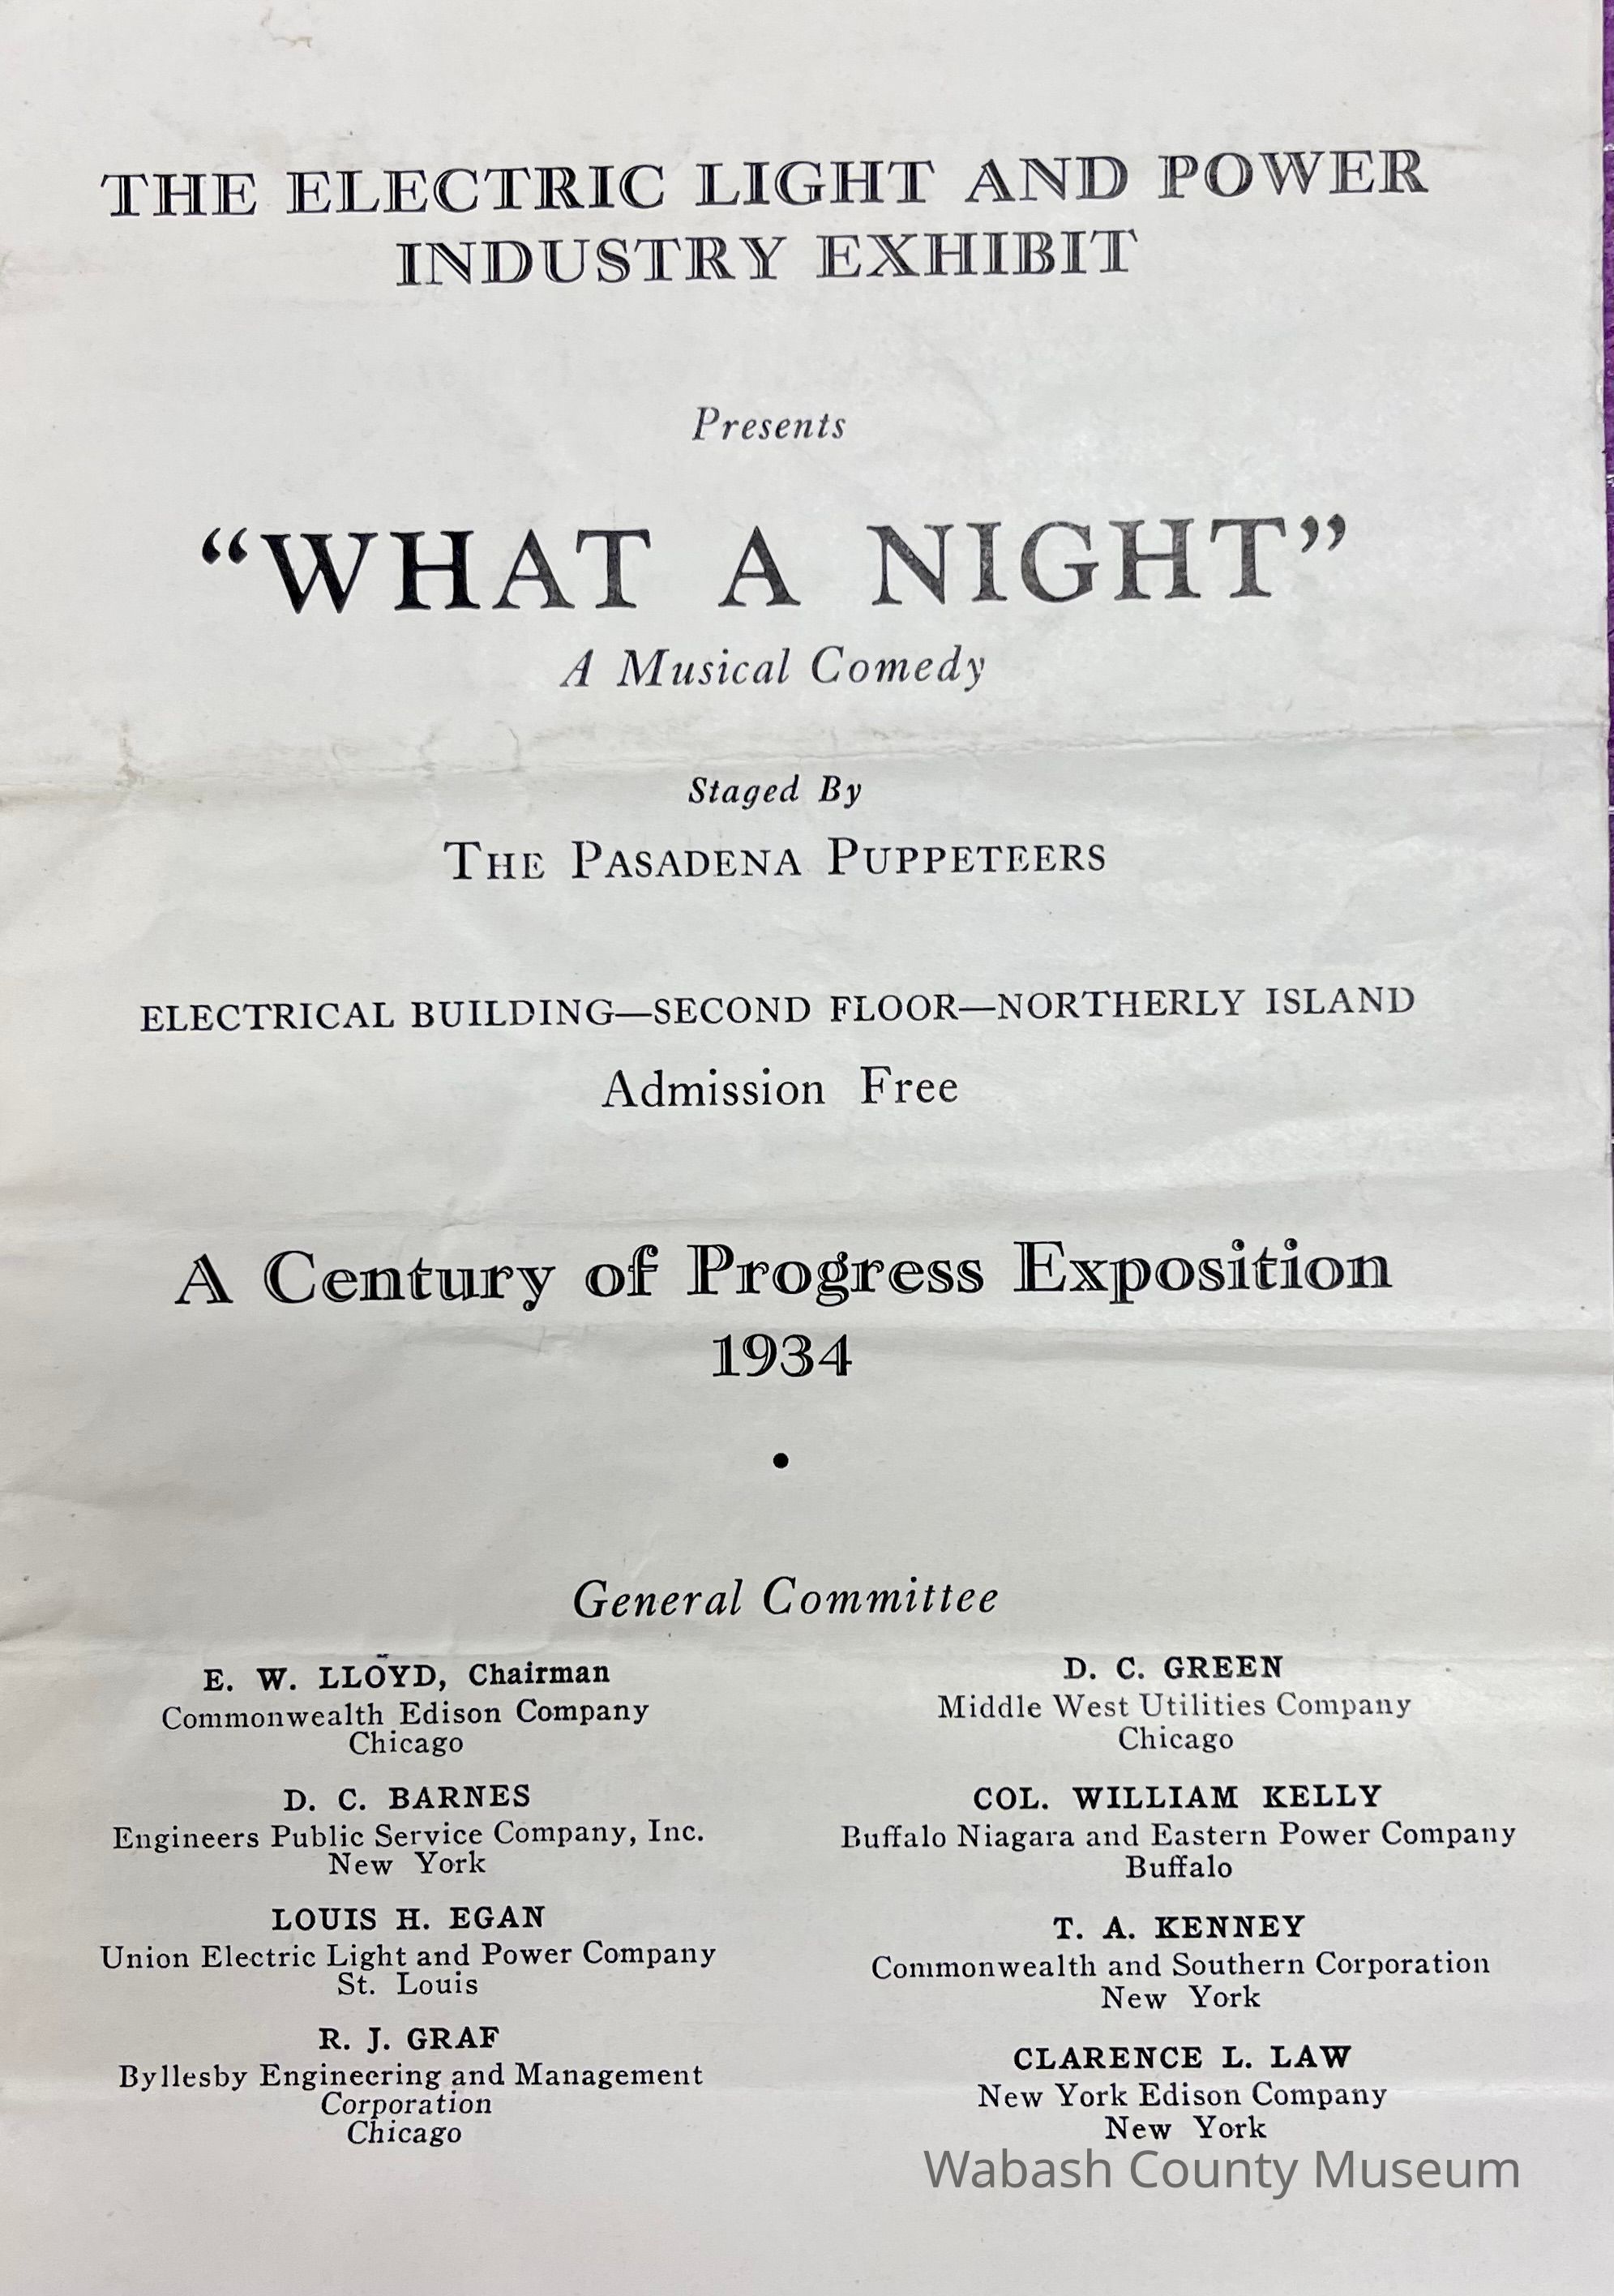 THE ELECTRIC LIGHT AND POWER
INDUSTRY EXHIBIT
Presents
“WHAT A NIGHT”
A Musical Comedy
Staged By
THE PASADENA PUPPETEERS
ELECTRICAL BUILDING—SECOND FLOOR—NORTHERLY ISLAND
Admission Free
A Century of Progress Exposition
1934
•
General Committee
E. W. LLOYD, Chairman
Commonwealth Edison Company
Chicago
D. C. BARNES
Engineers Public Service Company, Inc.
New York
LOUIS H. EGAN
Union Electric Light and Power Company
St. Louis
R. J. GRAF
Byllesby Engineering and Management
Corporation
Chicago
D. C. GREEN
Middle West Utilities Company
Chicago
COL. WILLIAM KELLY
Buffalo Niagara and Eastern Power Company
Buffalo
T. A. KENNEY
Commonwealth and Southern Corporation
New York
CLARENCE L. LAW
New York Edison Company
New York
Wabash County Museum